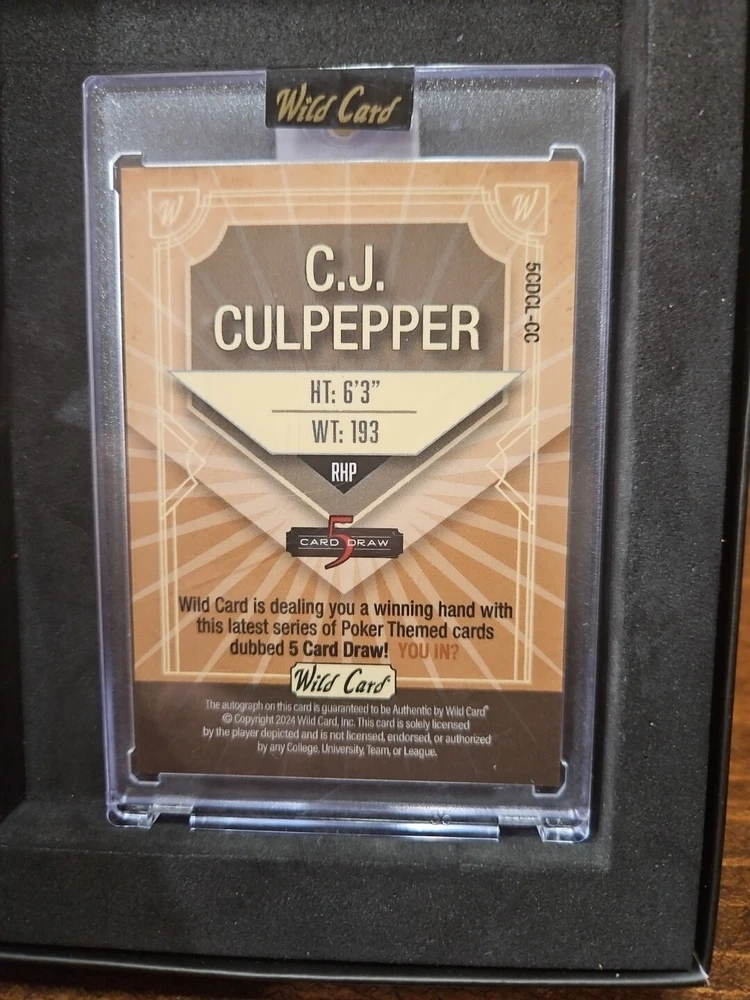 Wild Card
W
W
C.J.
CULPEPPER
5CDCL-CC
HT: 6'3"
WT: 193
RHP
5
CARD DRAW
Wild Card is dealing you a winning hand with
this latest series of Poker Themed cards
dubbed 5 Card Draw! YOU IN?
Wild Card
The autograph on this card is guaranteed to be Authentic by Wild Card®
© Copyright 2024 Wild Card, Inc. This card is solely licensed
by the player depicted and is not licensed, endorsed, or authorized
by any College, University, Team, or League.